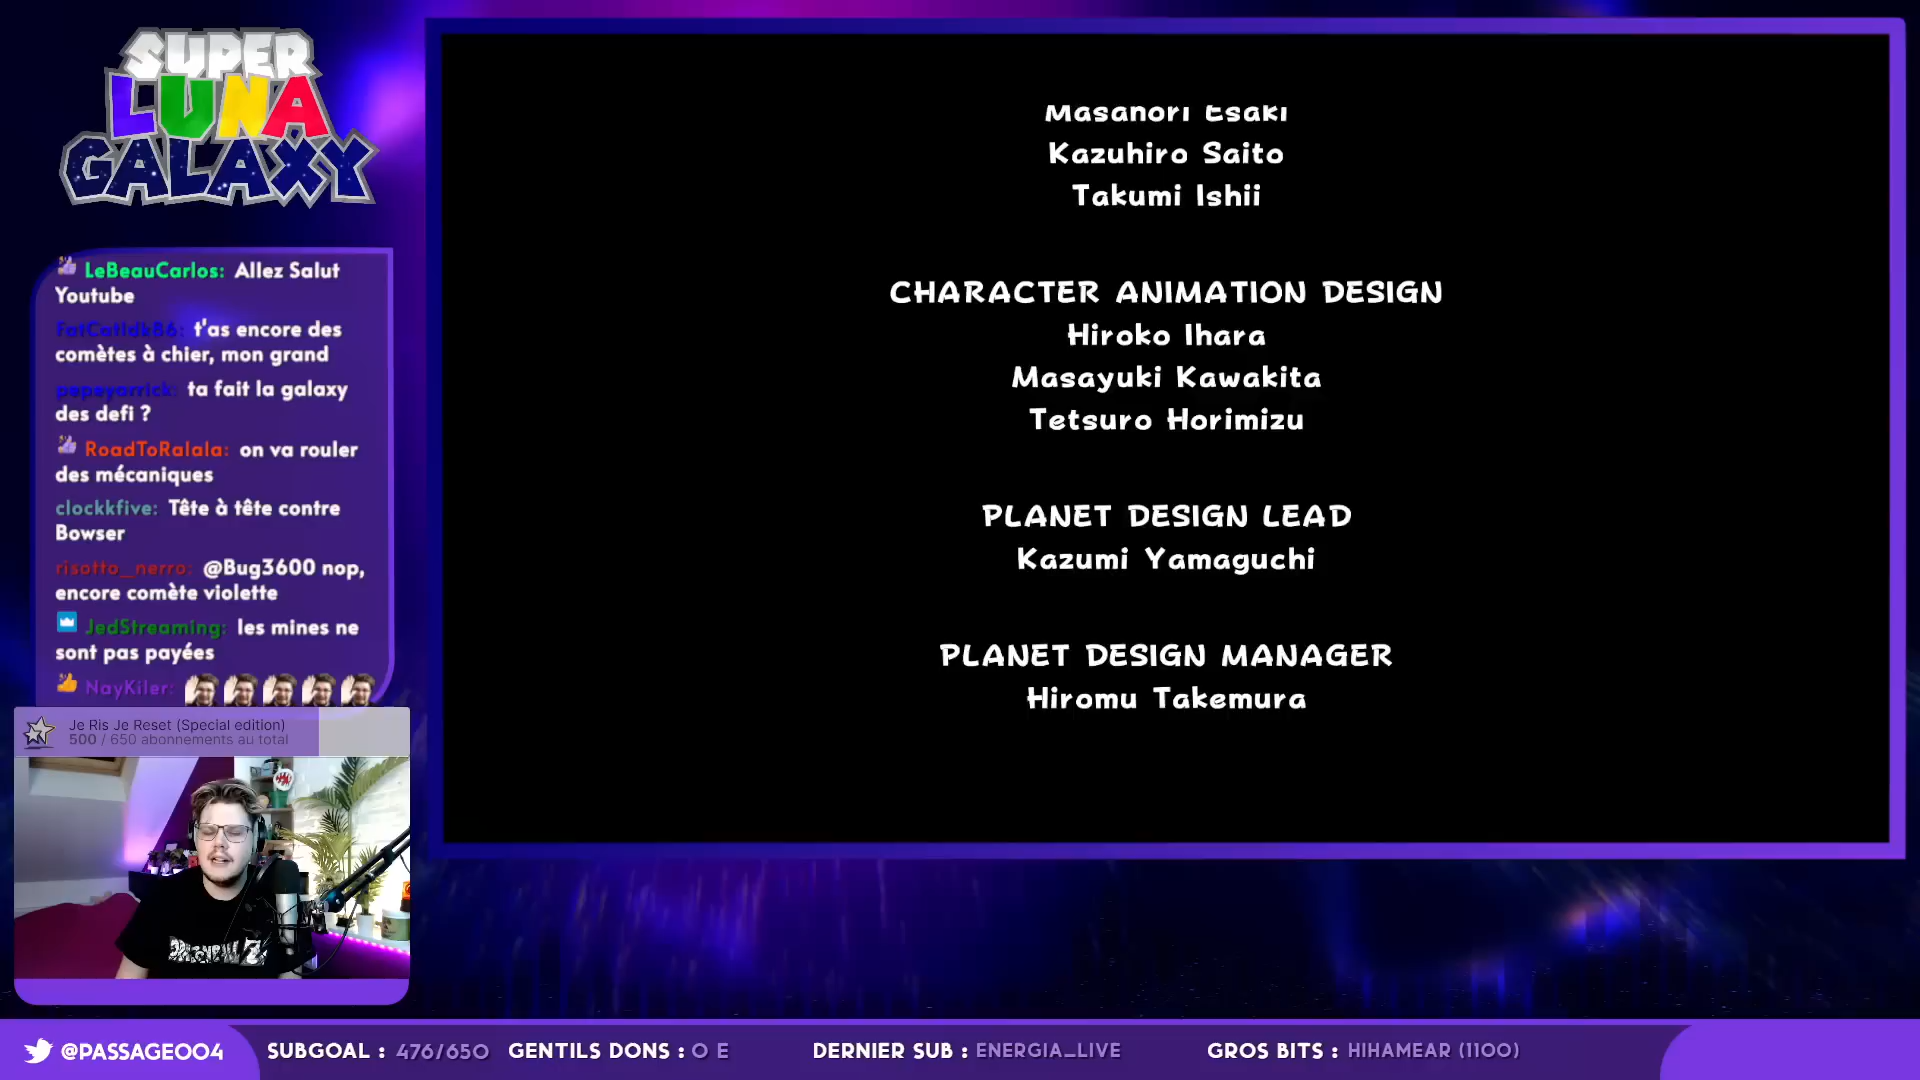 SUPER
LUNA
GALAXY
LeBeauCarlos: Allez Salut
Youtube
FatCatIdk86: t'as encore des
comètes à chier, mon grand
pepeyarrick: ta fait la galaxy
des defi ?
RoadToRalala: on va rouler
des mécaniques
clockkfive: Tête à tête contre
Bowser
risotto_nerro: @Bug3600 nop,
encore comète violette
JedStreaming: les mines ne
sont pas payées
NayKiler:
Je Ris Je Reset (Special edition)
500 / 650 abonnements au total
Masanori Esaki
Kazuhiro Saito
Takumi Ishii
CHARACTER ANIMATION DESIGN
Hiroko Ihara
Masayuki Kawakita
Tetsuro Horimizu
PLANET DESIGN LEAD
Kazumi Yamaguchi
PLANET DESIGN MANAGER
Hiromu Takemura
@PASSAGE004
SUBGOAL : 476/650
GENTILS DONS : 0 E
DERNIER SUB : ENERGIA_LIVE
GROS BITS : HIHAMEAR (1100)